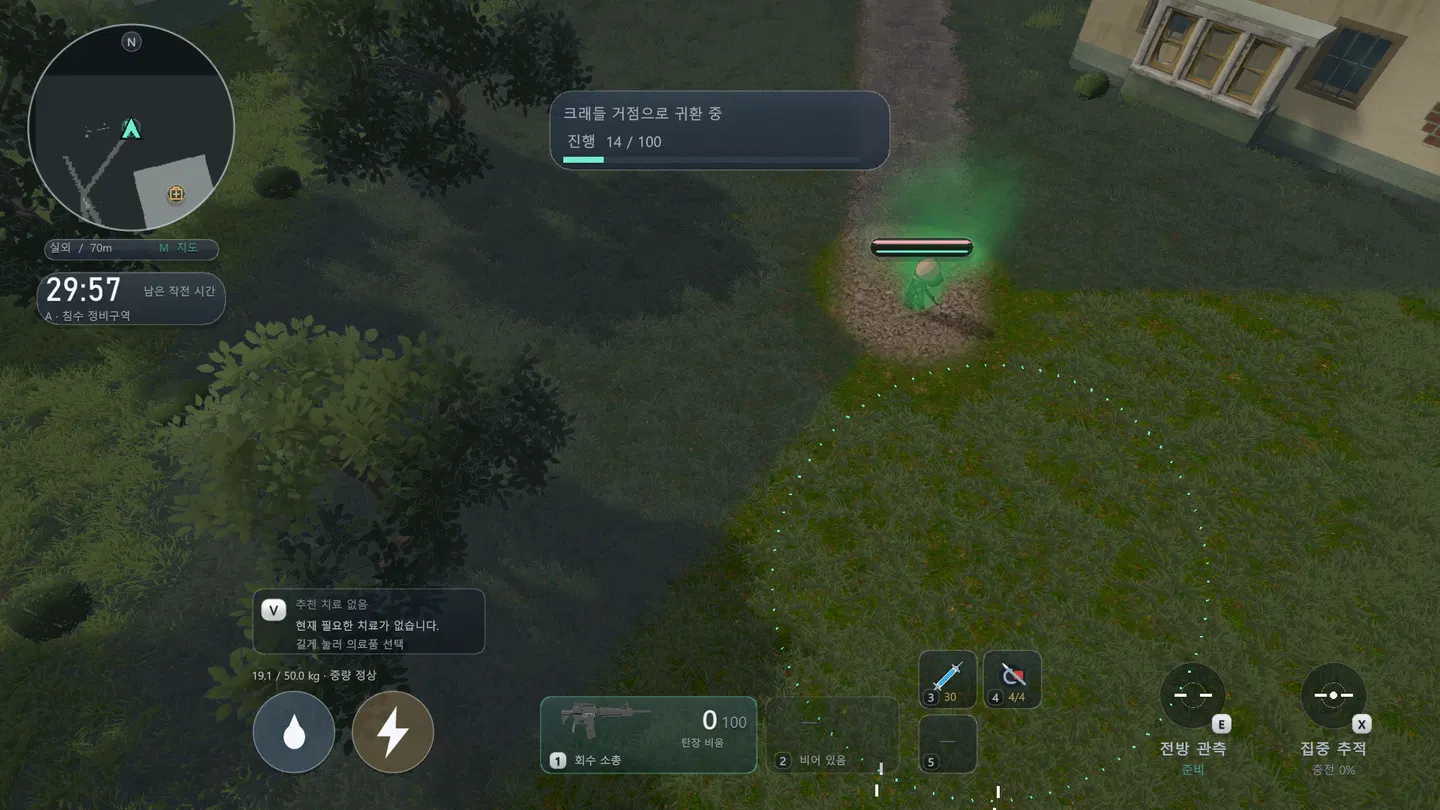 N
크래들 거점으로 귀환 중
진행 14 / 100
실외 / 70m M 지도
29:57 남은 작전 시간
A · 침수 정비구역
V 추천 치료 없음
현재 필요한 치료가 없습니다.
길게 눌러 의료품 선택
19.1 / 50.0 kg · 중량 정상
0 100
탄창 비움
1 회수 소총
2 비어 있음
3 30
4 4/4
5
E
전방 관측
준비
X
집중 추적
충전 0%